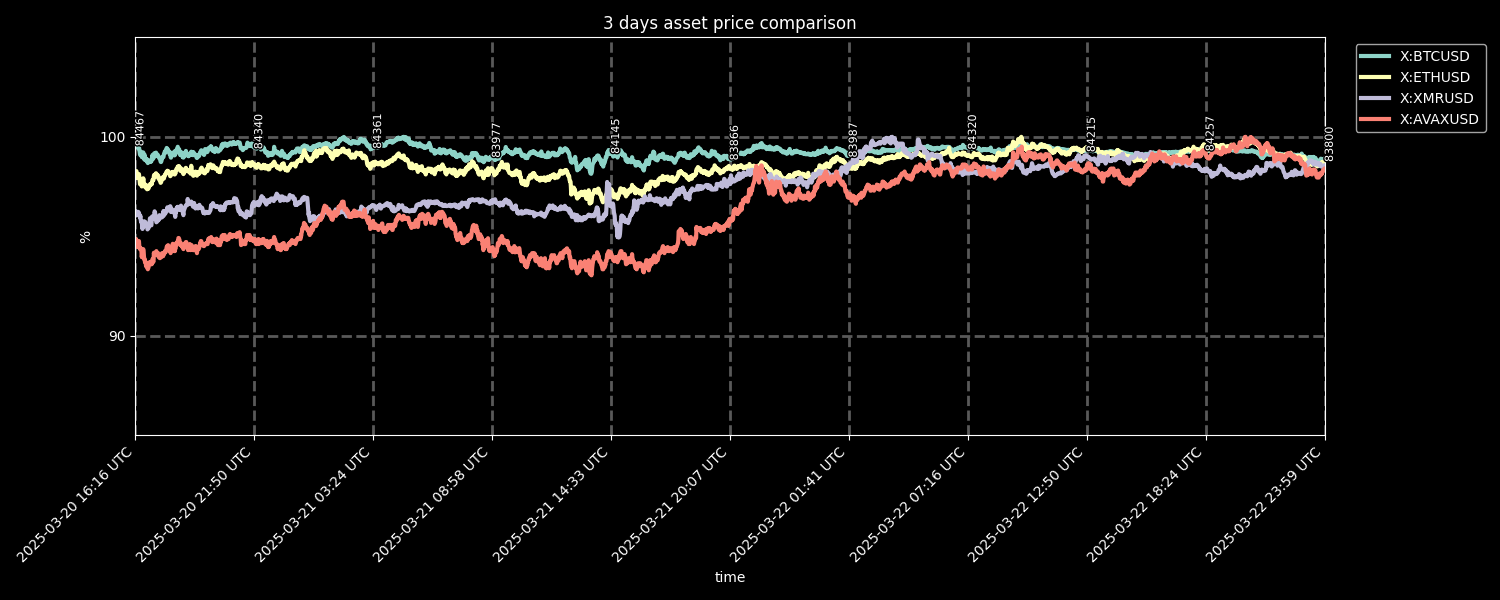 3 days asset price comparison
X:BTCUSD
X:ETHUSD
X:XMRUSD
X:AVAXUSD
100
90
%
84467
84340
84361
83977
84145
83866
83987
84320
84215
84257
83800
2025-03-20 16:16 UTC
2025-03-20 21:50 UTC
2025-03-21 03:24 UTC
2025-03-21 08:58 UTC
2025-03-21 14:33 UTC
2025-03-21 20:07 UTC
2025-03-22 01:41 UTC
2025-03-22 07:16 UTC
2025-03-22 12:50 UTC
2025-03-22 18:24 UTC
2025-03-22 23:59 UTC
time